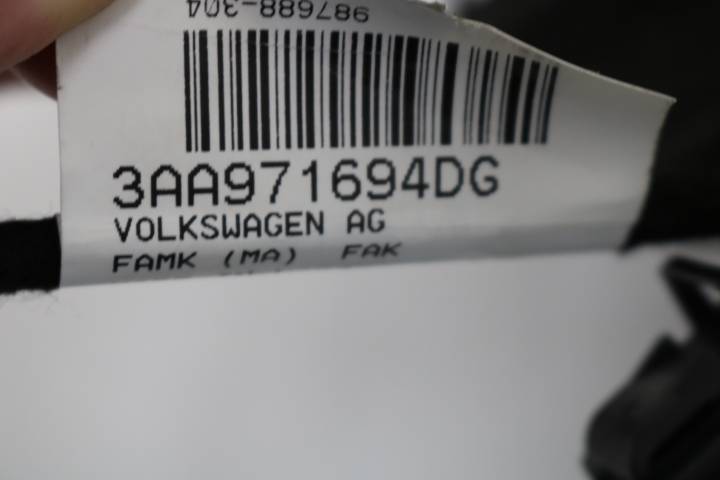 987688-304
3AA971694DG
VOLKSWAGEN AG
FAMK (MA) FAK